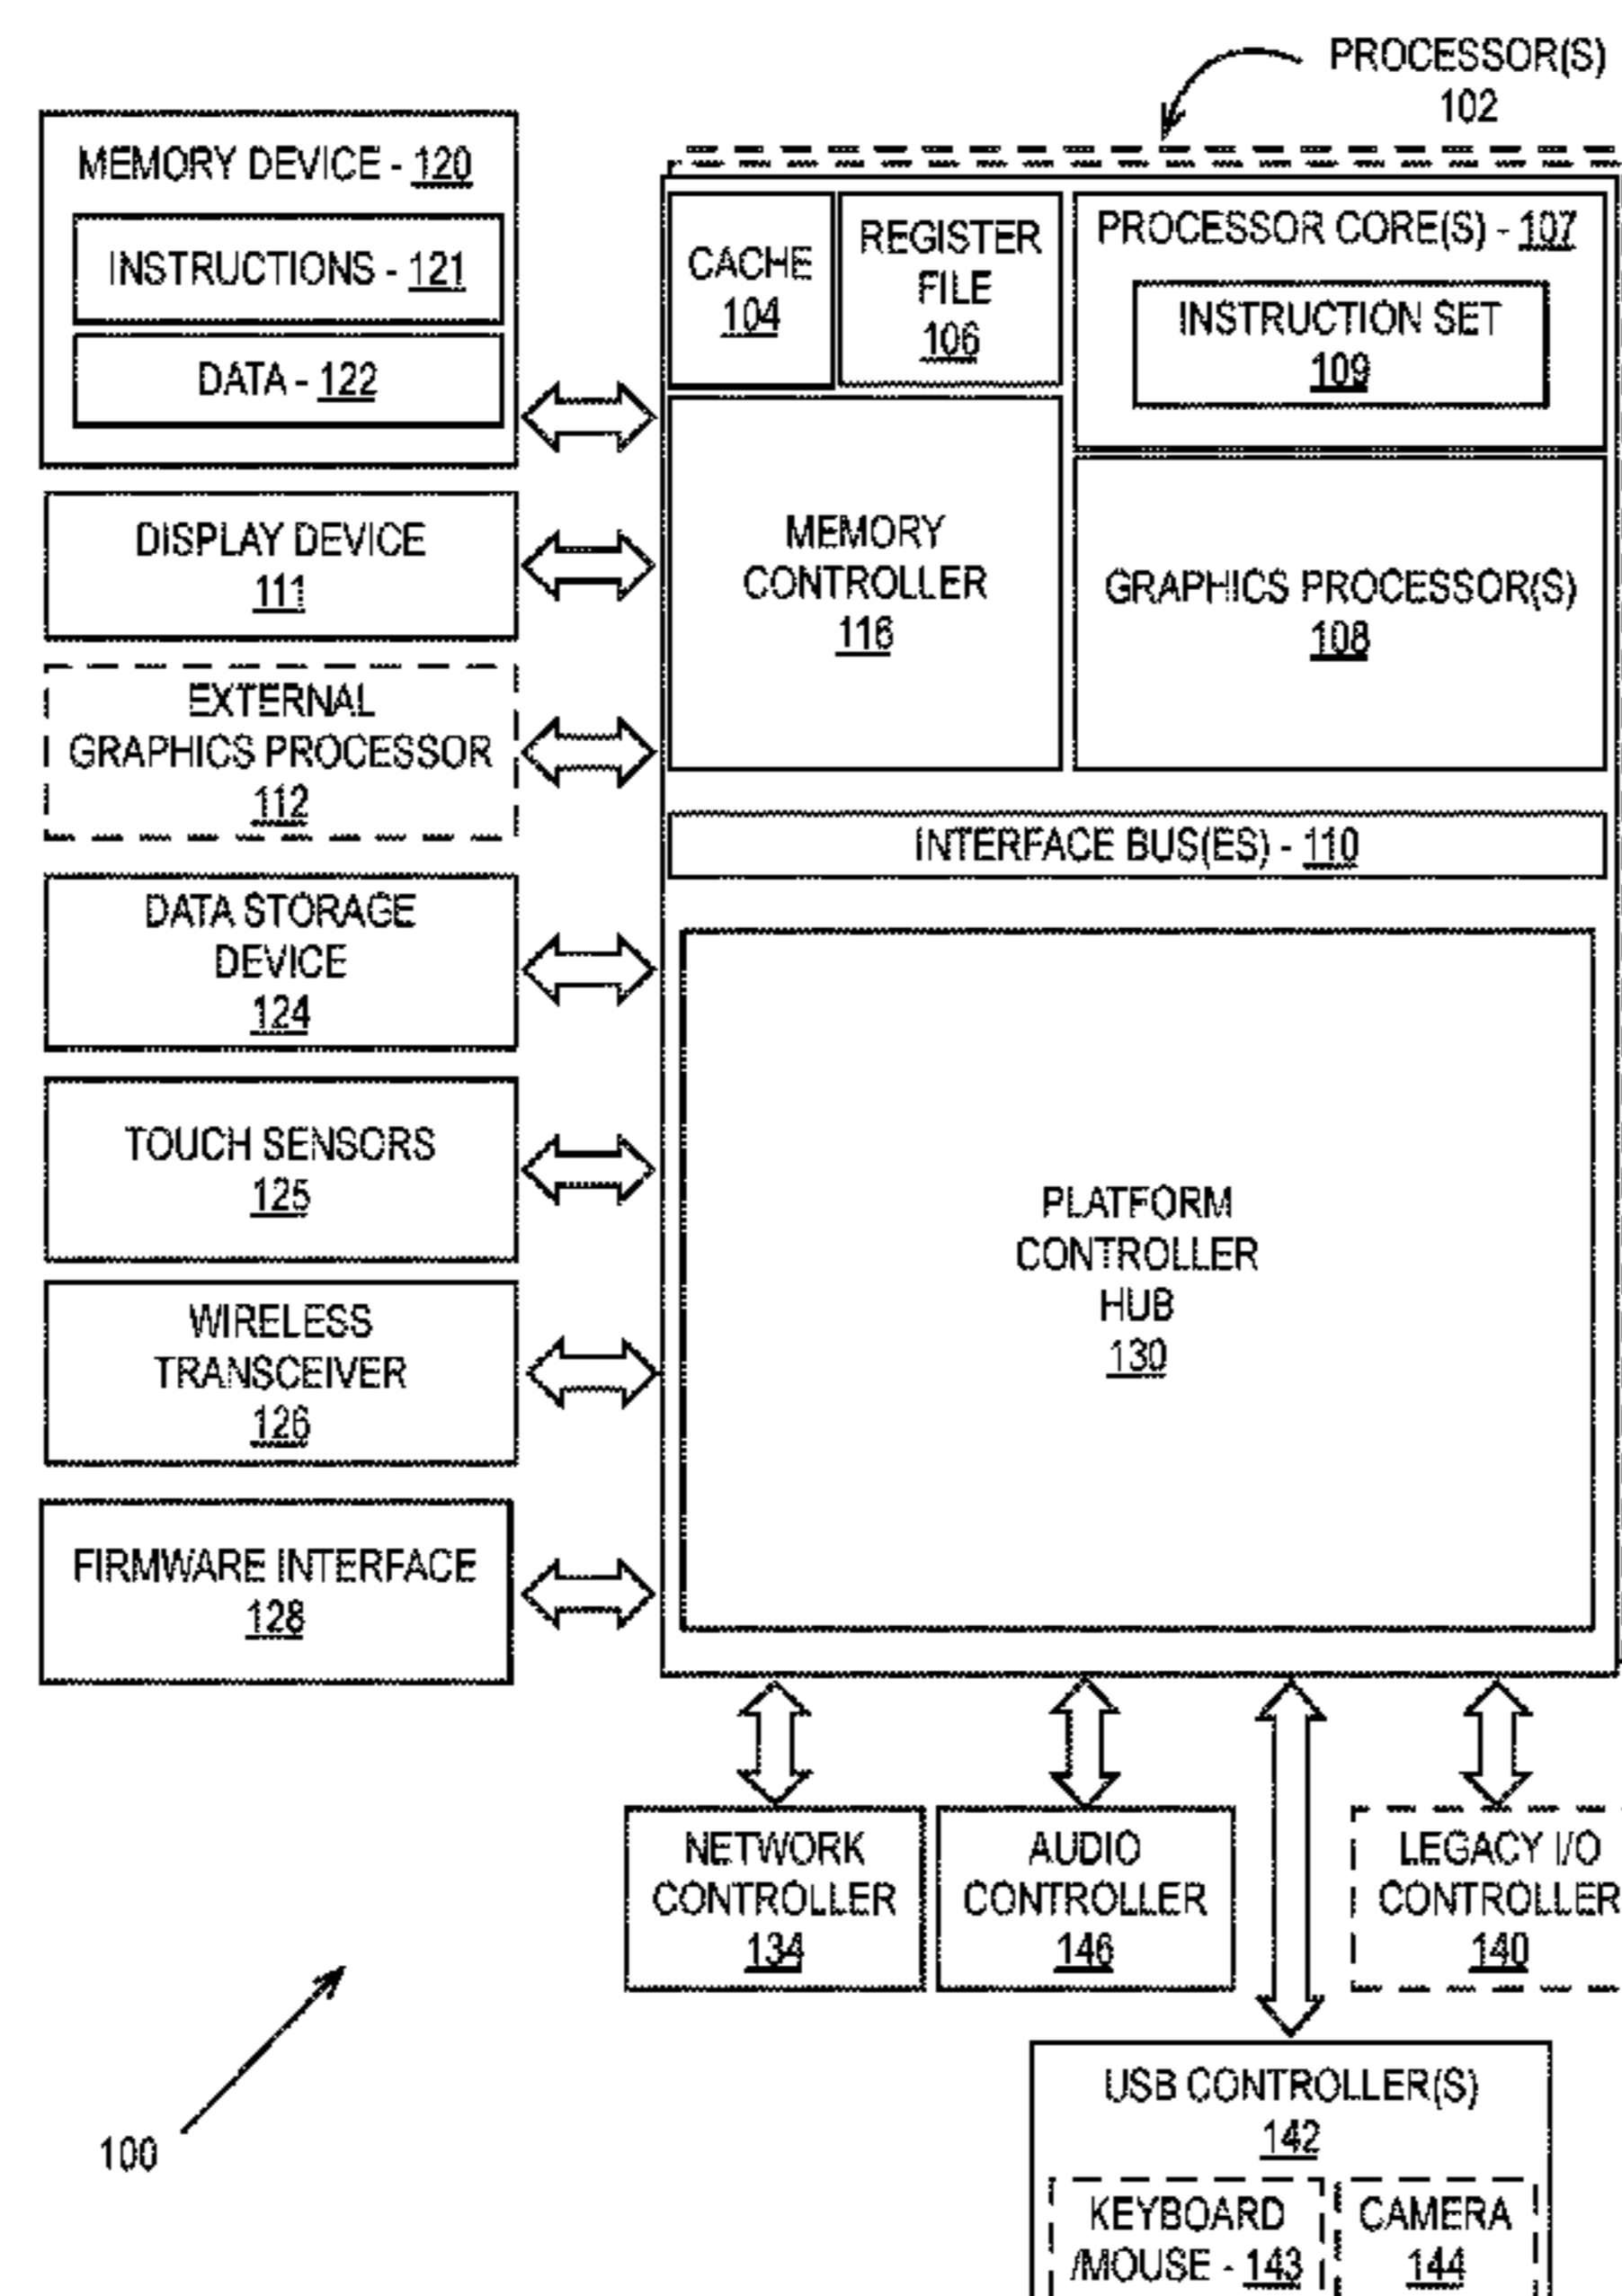 PROCESSOR(S)
102
MEMORY DEVICE - 120
INSTRUCTIONS - 121
DATA - 122
CACHE
104
REGISTER
FILE
106
PROCESSOR CORE(S) - 107
INSTRUCTION SET
109
DISPLAY DEVICE
111
MEMORY
CONTROLLER
116
GRAPHICS PROCESSOR(S)
108
EXTERNAL
GRAPHICS PROCESSOR
112
INTERFACE BUS(ES) - 110
DATA STORAGE
DEVICE
124
TOUCH SENSORS
125
WIRELESS
TRANSCEIVER
126
FIRMWARE INTERFACE
128
PLATFORM
CONTROLLER
HUB
130
NETWORK
CONTROLLER
134
AUDIO
CONTROLLER
146
LEGACY I/O
CONTROLLER
140
USB CONTROLLER(S)
142
KEYBOARD
/MOUSE - 143
CAMERA
144
100